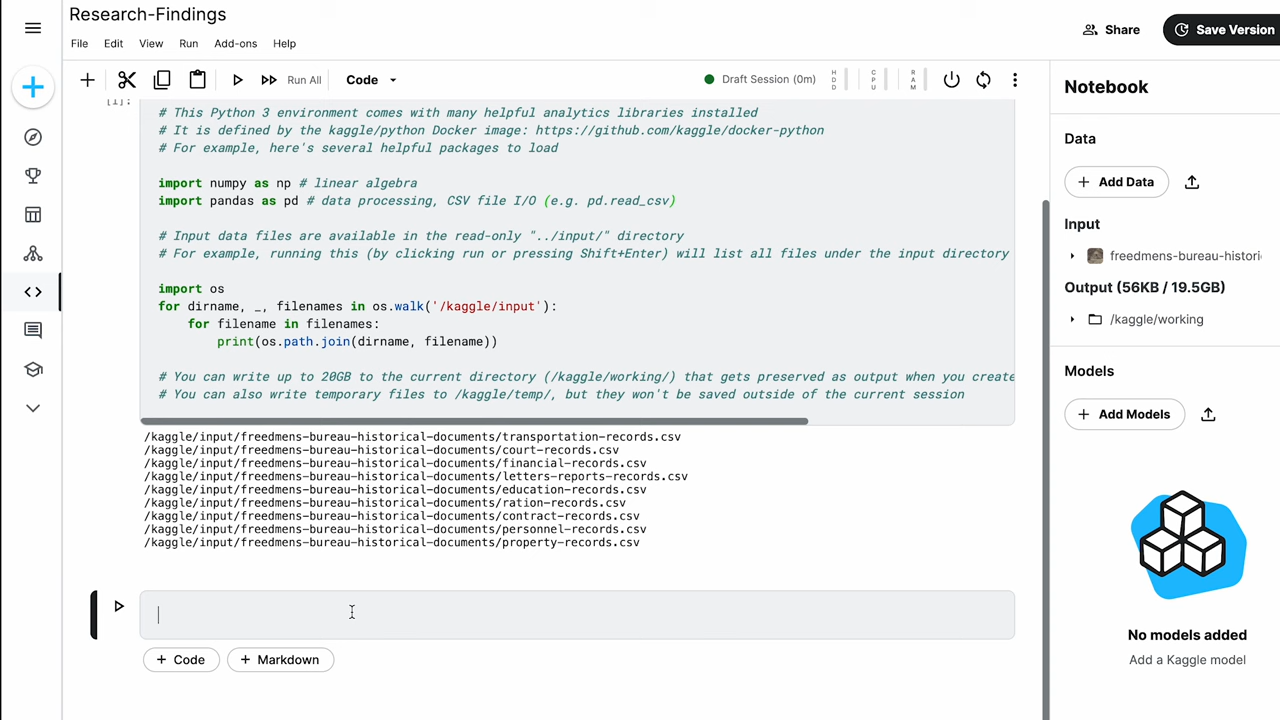 Research-Findings
File Edit View Run Add-ons Help
Share
Save Version
Run All
Code
Draft Session (0m)
HDD
CPU
RAM
[1]:
# This Python 3 environment comes with many helpful analytics libraries installed
# It is defined by the kaggle/python Docker image: https://github.com/kaggle/docker-python
# For example, here's several helpful packages to load
import numpy as np # linear algebra
import pandas as pd # data processing, CSV file I/O (e.g. pd.read_csv)
# Input data files are available in the read-only "../input/" directory
# For example, running this (by clicking run or pressing Shift+Enter) will list all files under the input directory
import os
for dirname, _, filenames in os.walk('/kaggle/input'):
    for filename in filenames:
        print(os.path.join(dirname, filename))
# You can write up to 20GB to the current directory (/kaggle/working/) that gets preserved as output when you create
# You can also write temporary files to /kaggle/temp/, but they won't be saved outside of the current session
/kaggle/input/freedmens-bureau-historical-documents/transportation-records.csv
/kaggle/input/freedmens-bureau-historical-documents/court-records.csv
/kaggle/input/freedmens-bureau-historical-documents/financial-records.csv
/kaggle/input/freedmens-bureau-historical-documents/letters-reports-records.csv
/kaggle/input/freedmens-bureau-historical-documents/education-records.csv
/kaggle/input/freedmens-bureau-historical-documents/ration-records.csv
/kaggle/input/freedmens-bureau-historical-documents/contract-records.csv
/kaggle/input/freedmens-bureau-historical-documents/personnel-records.csv
/kaggle/input/freedmens-bureau-historical-documents/property-records.csv
+ Code
+ Markdown
Notebook
Data
+ Add Data
Input
freedmens-bureau-histori
Output (56KB / 19.5GB)
/kaggle/working
Models
+ Add Models
No models added
Add a Kaggle model